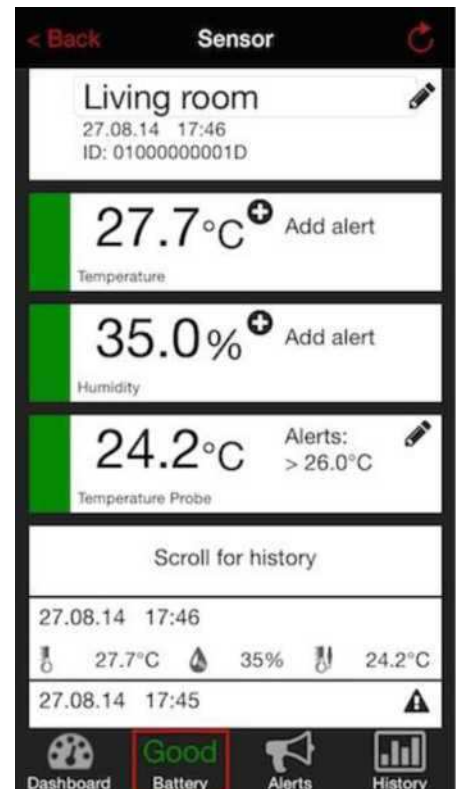 < Back Sensor
Living room
27.08.14 17:46
ID: 01000000001D
27.7°C Add alert
Temperature
35.0% Add alert
Humidity
24.2°C Alerts:
> 26.0°C
Temperature Probe
Scroll for history
27.08.14 17:46
27.7°C 35% 24.2°C
27.08.14 17:45
Good
Dashboard Battery Alerts History